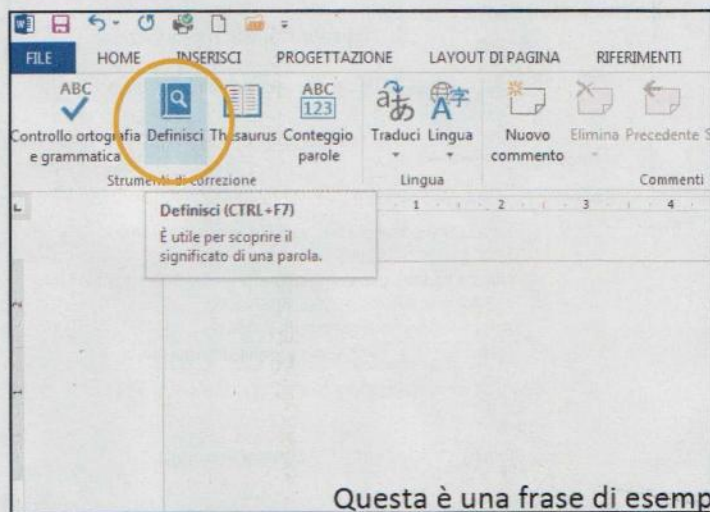 FILE HOME INSERISCI PROGETTAZIONE LAYOUT DI PAGINA RIFERIMENTI
ABC
ABC
123
Controllo ortografia e grammatica
Definisci
Thesaurus
Conteggio parole
Traduci
Lingua
Nuovo commento
Elimina
Precedente
Strumenti di correzione
Lingua
Commenti
Definisci (CTRL+F7)
È utile per scoprire il
significato di una parola.
1 2 3 4
2
1
Questa è una frase di